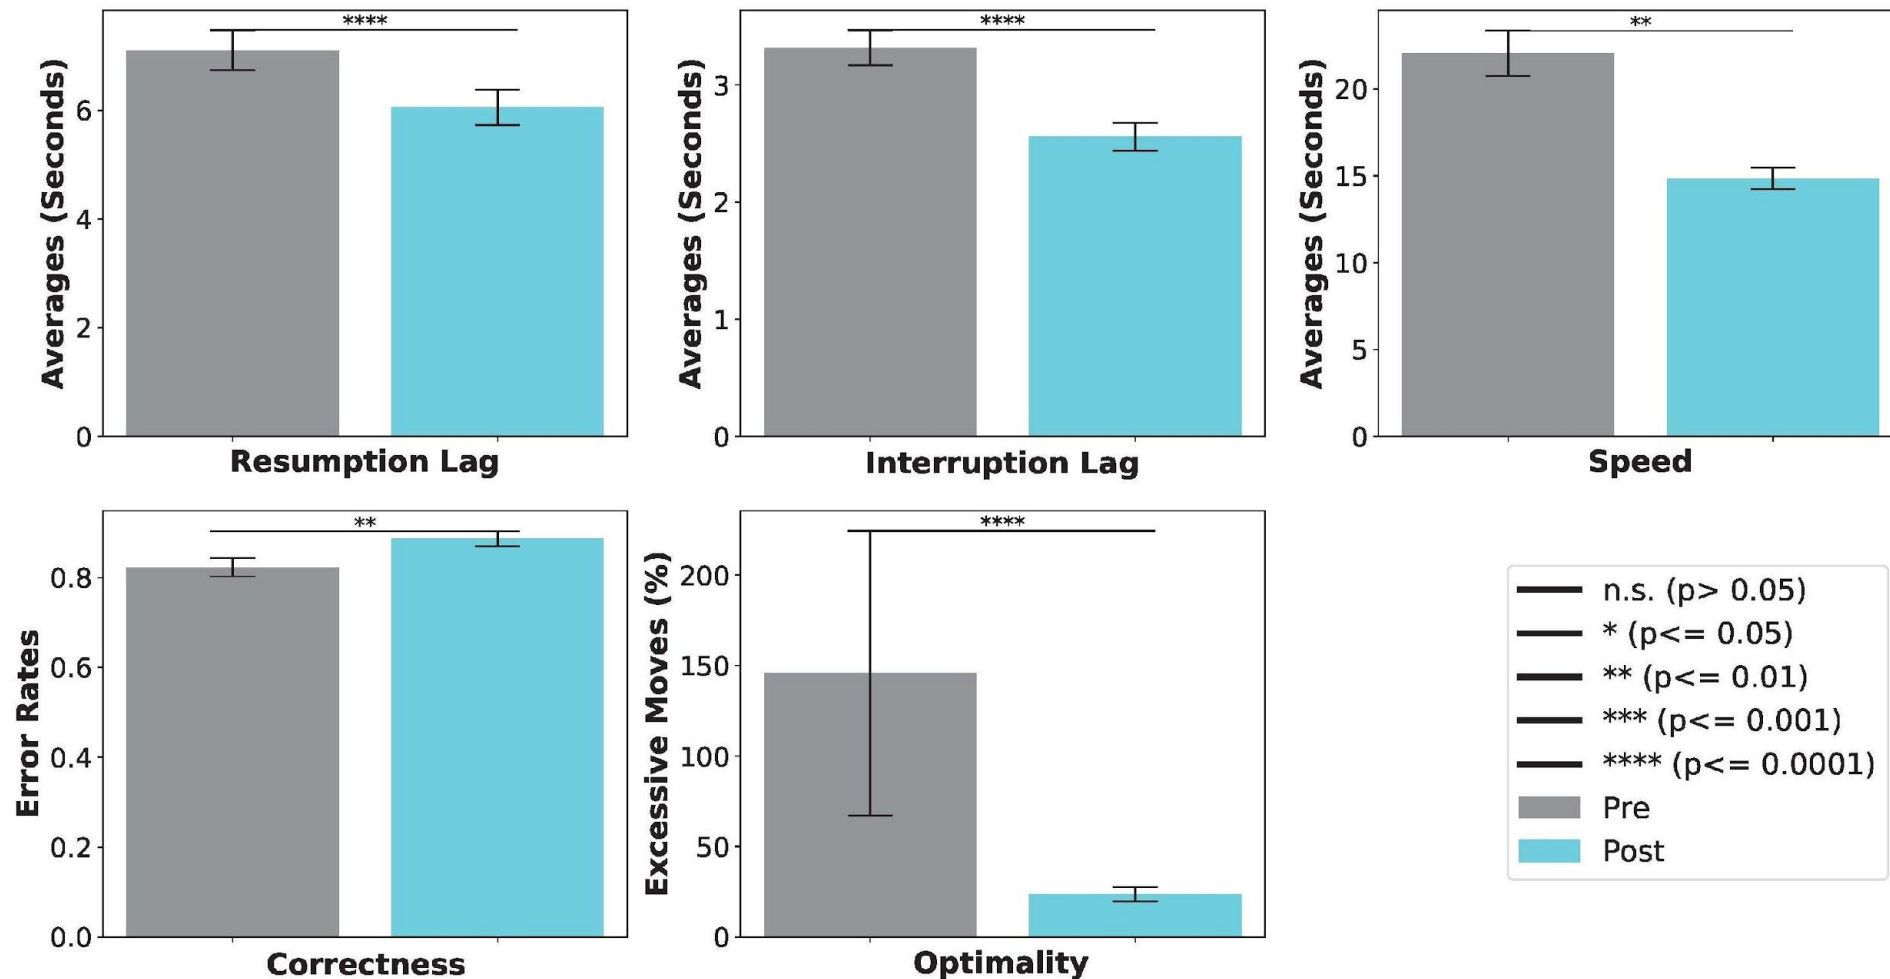 ****
Averages (Seconds)
6
4
2
0
Resumption Lag
****
Averages (Seconds)
3
2
1
0
Interruption Lag
**
Averages (Seconds)
20
15
10
5
0
Speed
**
Error Rates
0.8
0.6
0.4
0.2
0.0
Correctness
****
Excessive Moves (%)
200
150
100
50
0
Optimality
n.s. (p> 0.05)
* (p<= 0.05)
** (p<= 0.01)
*** (p<= 0.001)
**** (p<= 0.0001)
Pre
Post